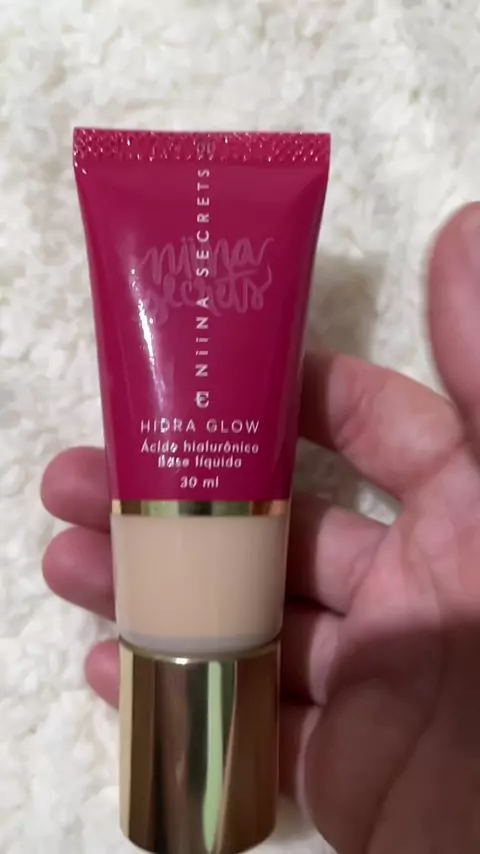 NiiNA SECRETS
niina
secrets
HIDRA GLOW
Ácido hialurônico
Base líquida
30 ml